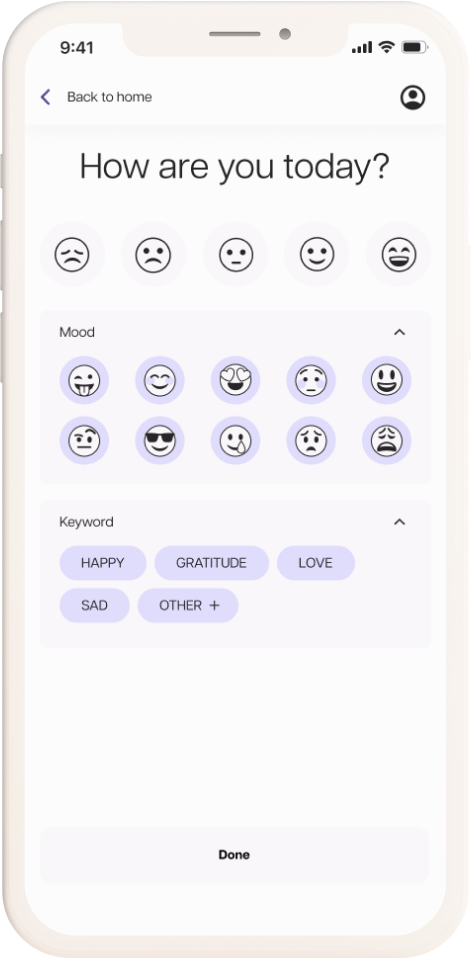 9:41
Back to home
How are you today?
Mood
Keyword
HAPPY GRATITUDE LOVE
SAD OTHER +
Done